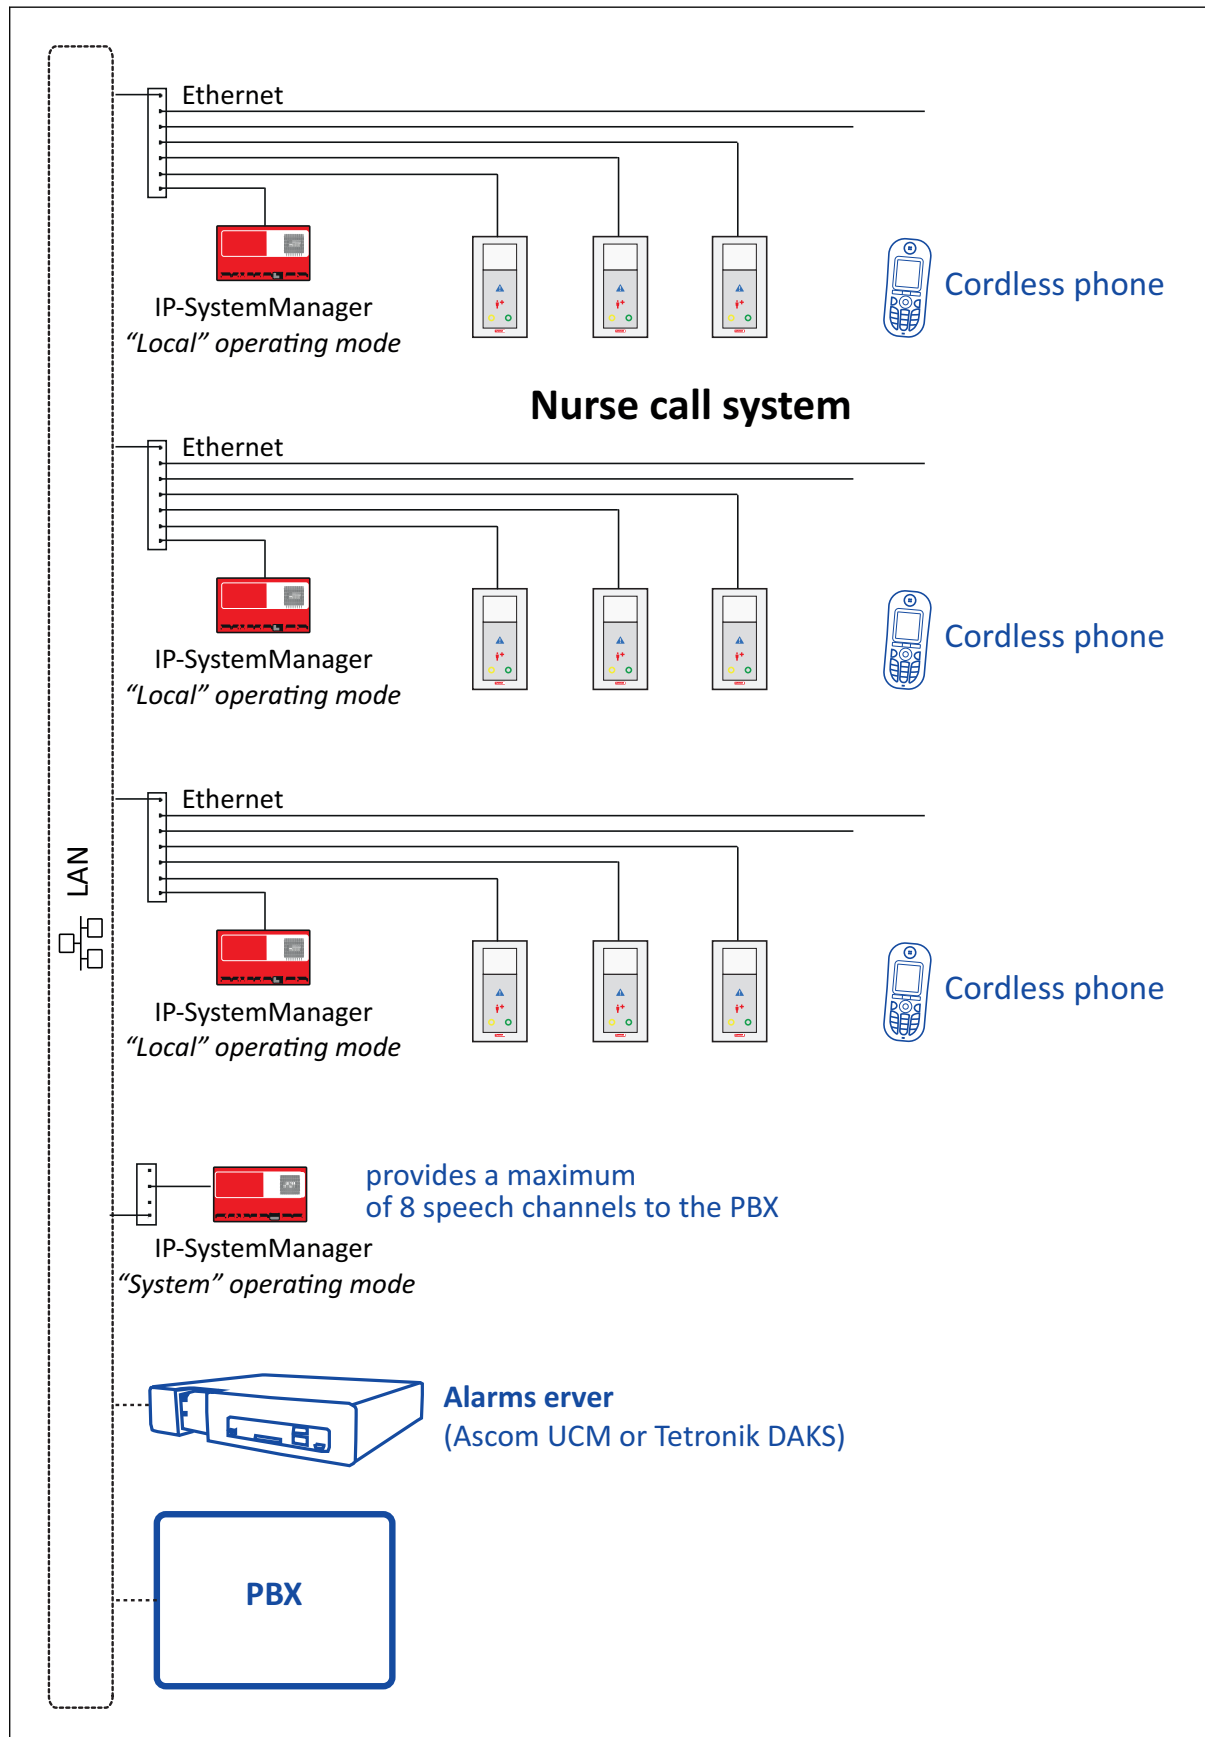 Ethernet
IP-SystemManager
“Local” operating mode
Cordless phone
Nurse call system
Ethernet
IP-SystemManager
“Local” operating mode
Cordless phone
Ethernet
LAN
IP-SystemManager
“Local” operating mode
Cordless phone
provides a maximum
of 8 speech channels to the PBX
IP-SystemManager
“System” operating mode
Alarms erver
(Ascom UCM or Tetronik DAKS)
PBX